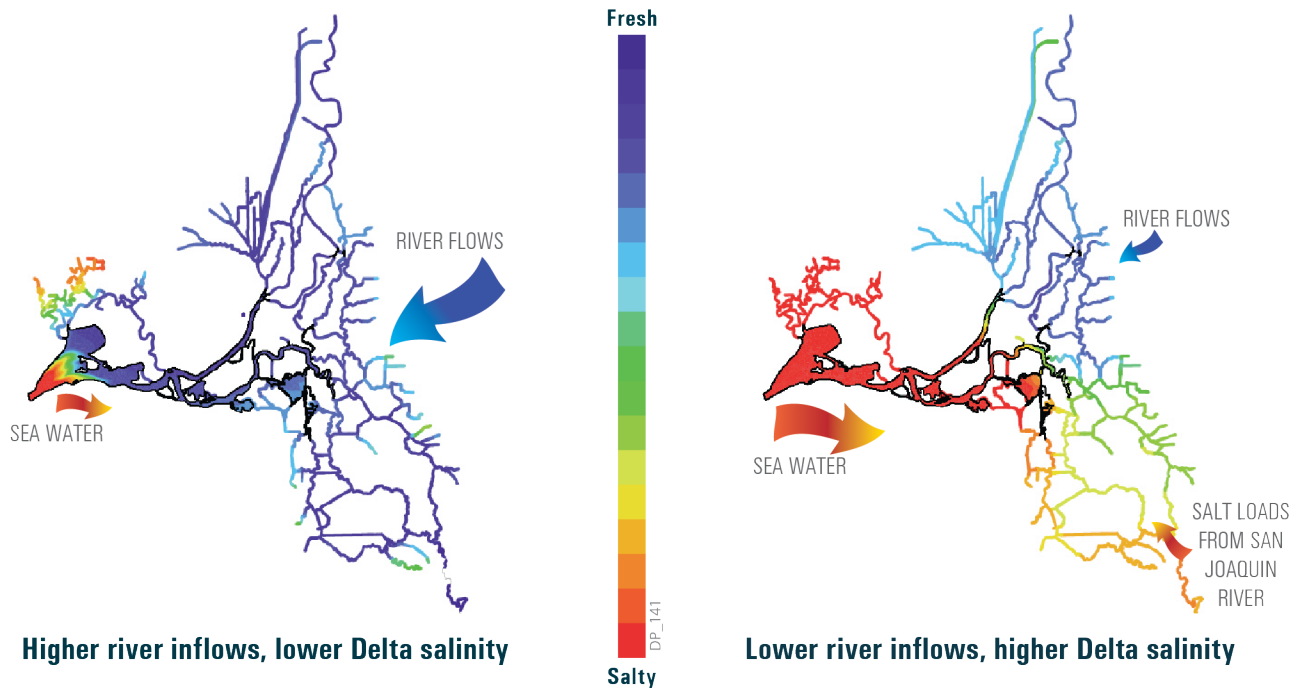 Fresh
RIVER FLOWS
SEA WATER
Higher river inflows, lower Delta salinity
DP_141
Salty
RIVER FLOWS
SEA WATER
SALT LOADS
FROM SAN
JOAQUIN
RIVER
Lower river inflows, higher Delta salinity